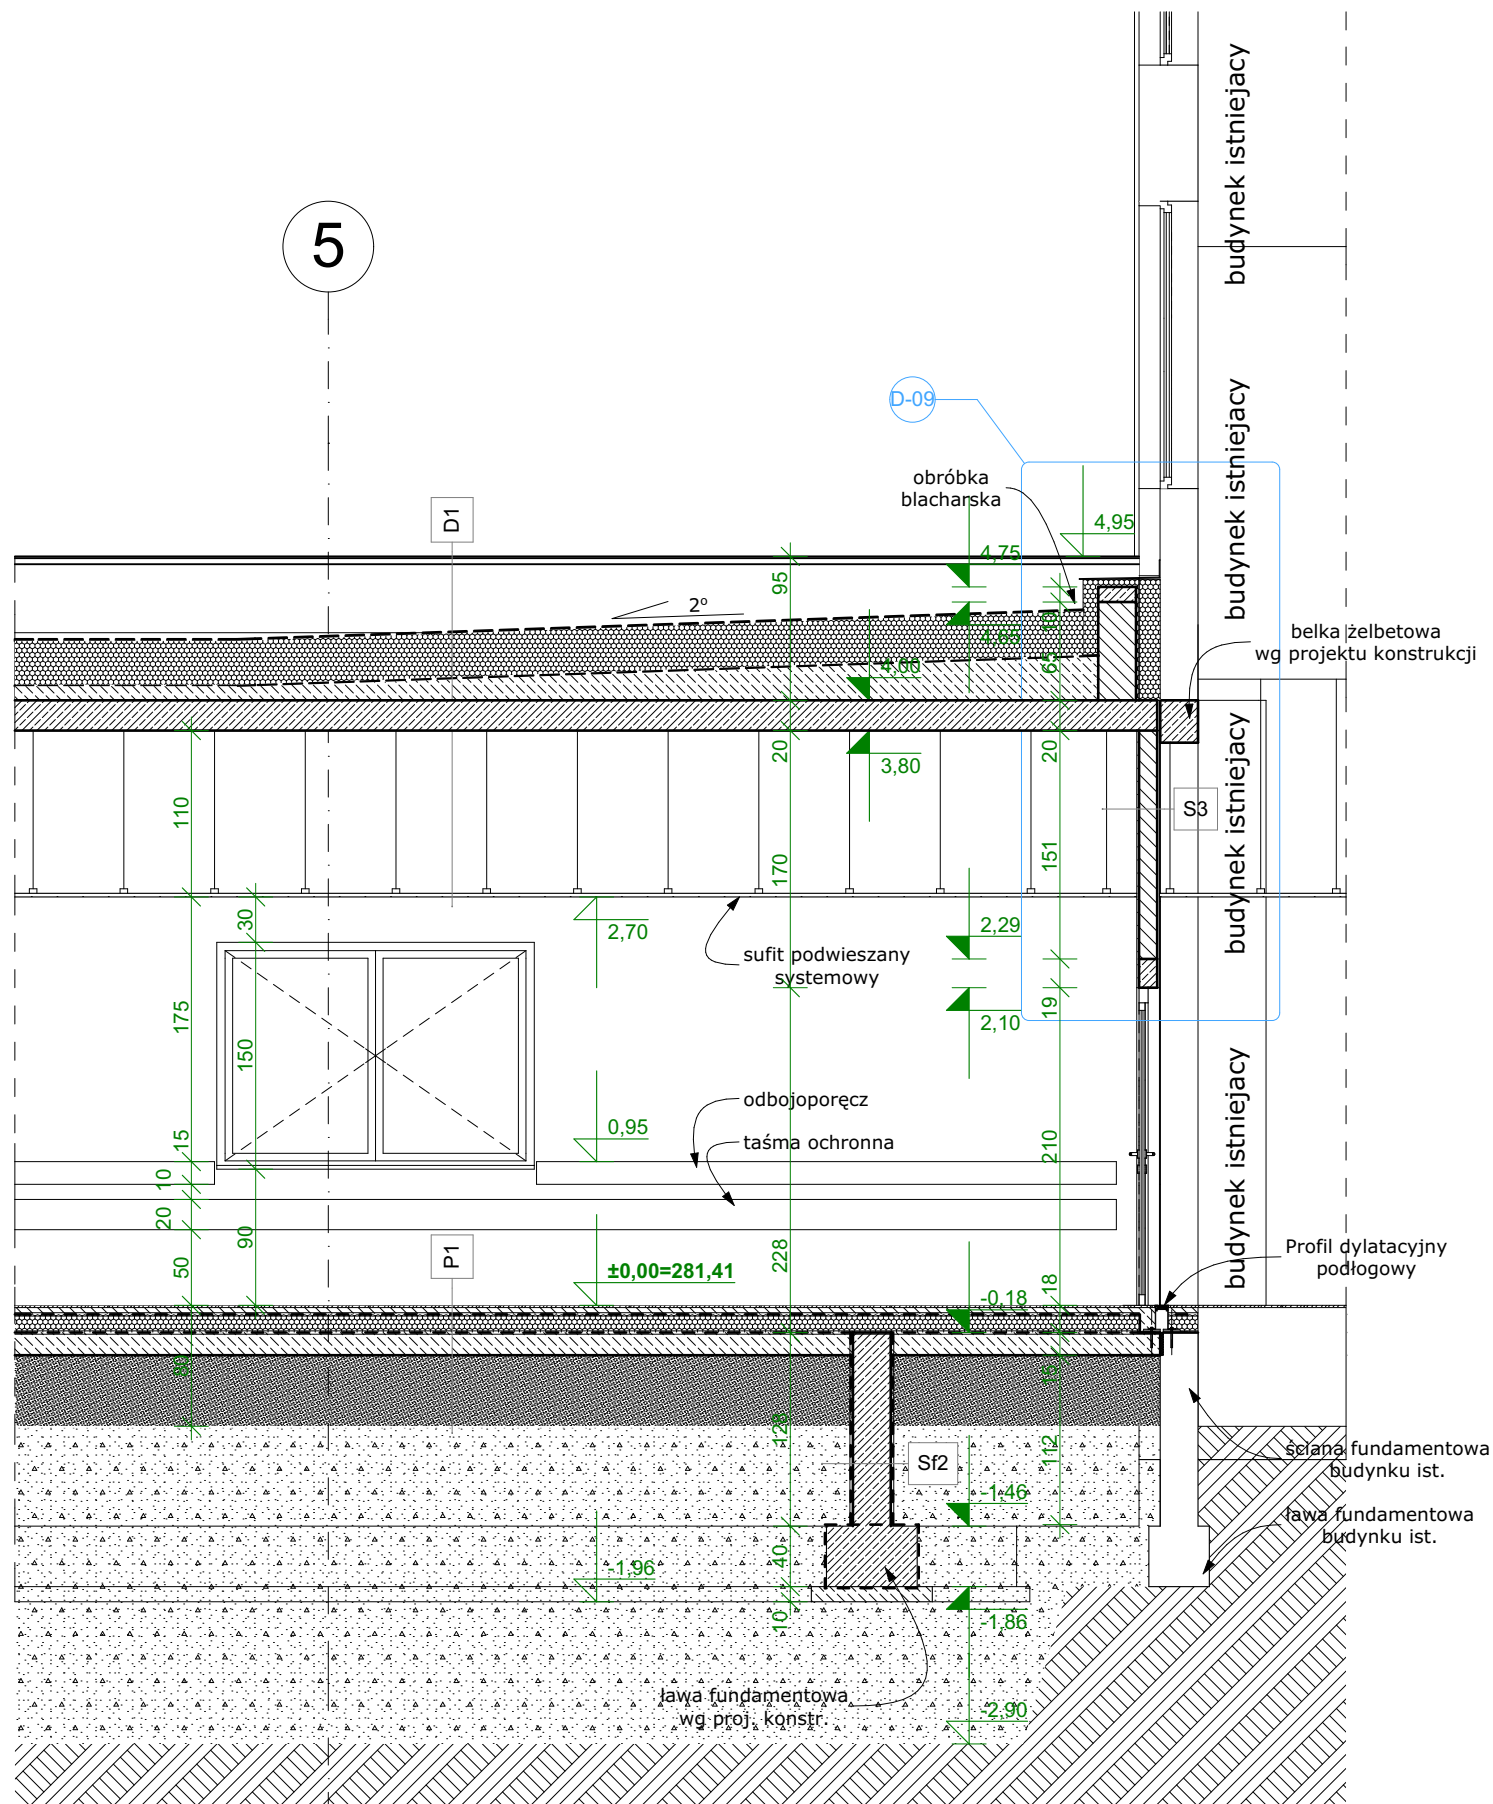 budynek istniejacy
5
D-09
budynek istniejacy
obróbka
blacharska
D1
4,95
4,75
95
2º
10
4,65
belka żelbetowa
wg projektu konstrukcji
4,00
65
20
20
3,80
budynek istniejacy
110
S3
170
151
30
2,70
2,29
sufit podwieszany
systemowy
175
19
2,10
150
odbojoporęcz
0,95
15
taśma ochronna
210
budynek istniejacy
10
20
90
P1
228
Profil dylatacyjny
podłogowy
50
±0,00=281,41
18
-0,18
80
15
128
112
ściana fundamentowa
budynku ist.
Sf2
-1,46
ława fundamentowa
budynku ist.
40
-1,96
10
-1,86
ława fundamentowa
wg proj. konstr.
-2,90